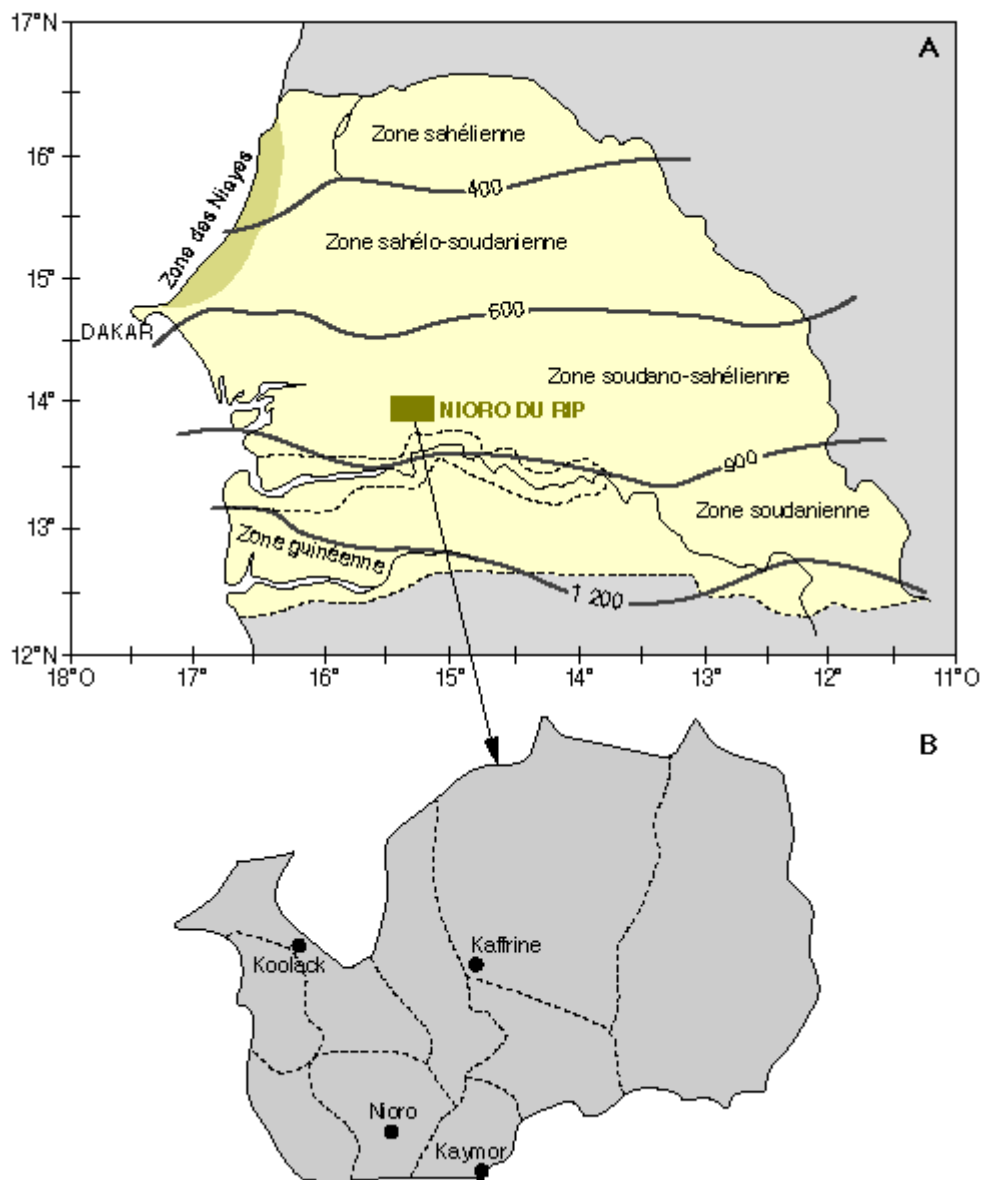 17°N
A
Zone sahélienne
16°
400
Zone des Niayes
Zone sahélo-soudanienne
15°
600
DAKAR
Zone soudano-sahélienne
14°
NIORO DU RIP
900
Zone soudanienne
13°
Zone guinéenne
1 200
12°N
18°O
17°
16°
15°
14°
13°
12°
11°O
B
Koolack
Kaffrine
Nioro
Kaymor